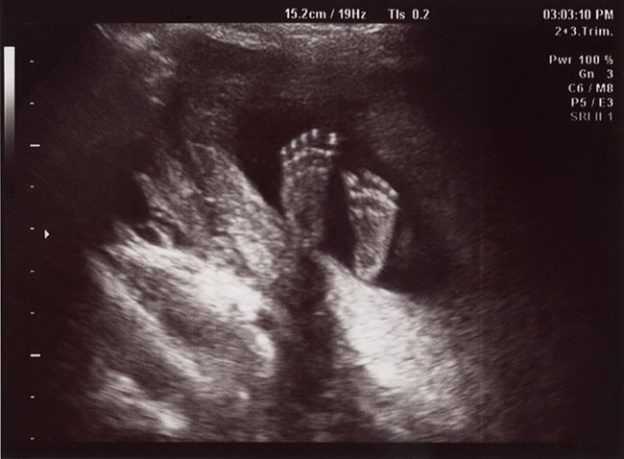 15.2cm / 19Hz TIs 0.2
03:03:10 PM
2+3.Trim.
Pwr 100 %
Gn 3
C6 / M8
P5 / E3
SRI II 1